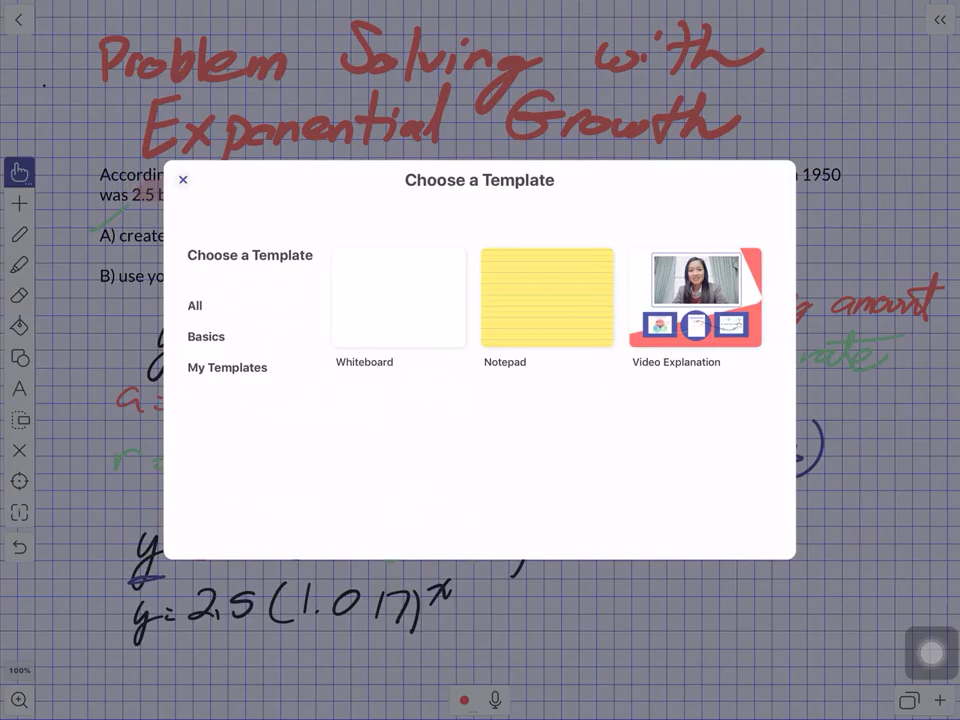 Problem Solving with
Exponential Growth
Accordin 1950
was 2.5 b
A) create
B) use yo
Choose a Template
Choose a Template
All
Basics
My Templates
Whiteboard
Notepad
Video Explanation
amount
rate
a=
r =
y
y = 2.5 (1.017)^x
100%